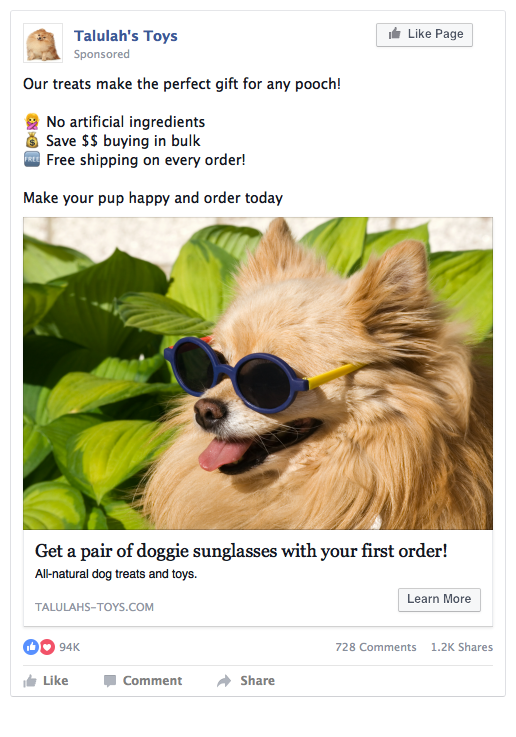 Talulah's Toys
Sponsored
Like Page
Our treats make the perfect gift for any pooch!
No artificial ingredients
Save $$ buying in bulk
FREE Free shipping on every order!
Make your pup happy and order today
Get a pair of doggie sunglasses with your first order!
All-natural dog treats and toys.
TALULAHS-TOYS.COM
Learn More
94K
728 Comments 1.2K Shares
Like Comment Share